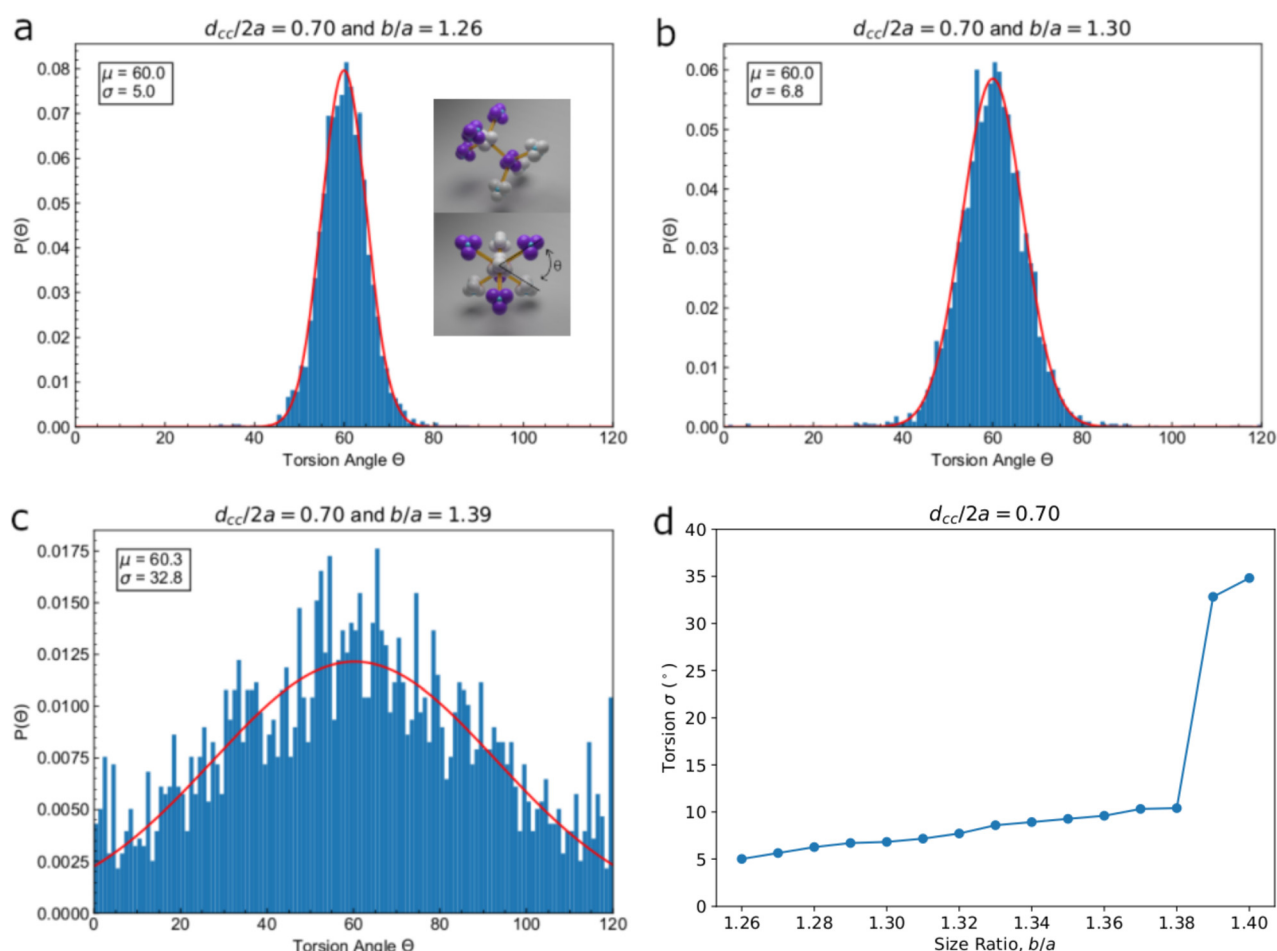 a
d_cc/2a = 0.70 and b/a = 1.26
μ = 60.0
σ = 5.0
P(Θ)
0.08
0.07
0.06
0.05
0.04
0.03
0.02
0.01
0.00
0 20 40 60 80 100 120
Torsion Angle Θ
θ
b
d_cc/2a = 0.70 and b/a = 1.30
μ = 60.0
σ = 6.8
P(Θ)
0.06
0.05
0.04
0.03
0.02
0.01
0.00
0 20 40 60 80 100 120
Torsion Angle Θ
c
d_cc/2a = 0.70 and b/a = 1.39
μ = 60.3
σ = 32.8
P(Θ)
0.0175
0.0150
0.0125
0.0100
0.0075
0.0050
0.0025
0.0000
0 20 40 60 80 100 120
Torsion Angle Θ
d
d_cc/2a = 0.70
Torsion σ (°)
40
35
30
25
20
15
10
5
0
1.26 1.28 1.30 1.32 1.34 1.36 1.38 1.40
Size Ratio, b/a